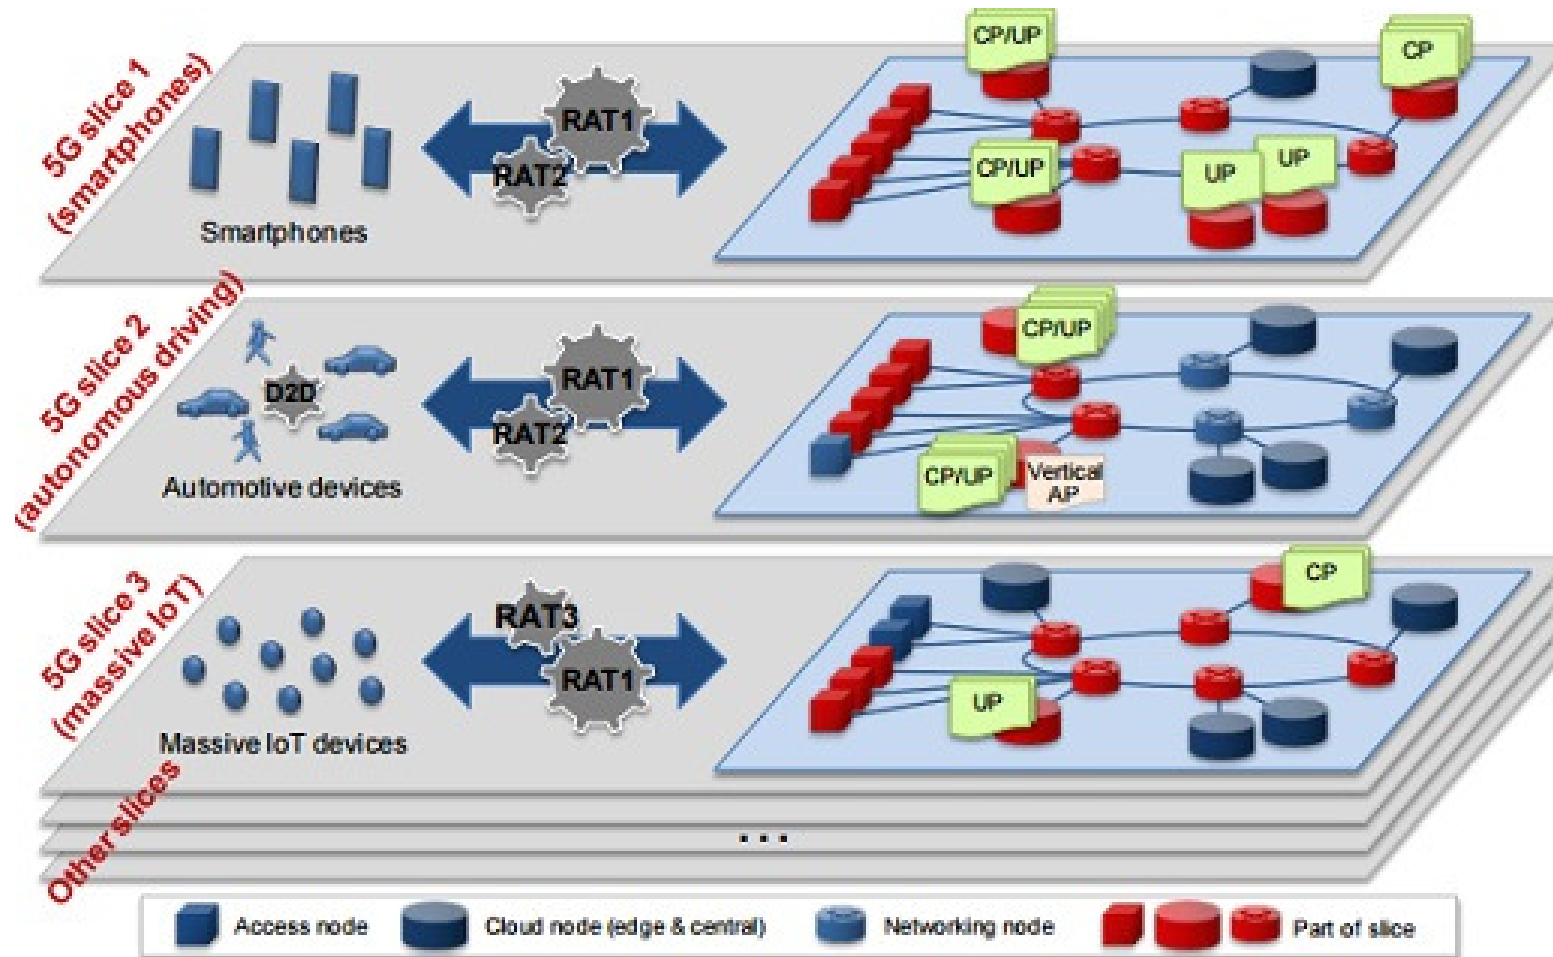 5G slice 1
(smartphones)
Smartphones
RAT1
RAT2
CP/UP
CP
CP/UP
UP
UP
5G slice 2
(autonomous driving)
D2D
Automotive devices
RAT1
RAT2
CP/UP
CP/UP
Vertical
AP
5G slice 3
(massive IoT)
Massive IoT devices
RAT3
RAT1
CP
UP
Other slices
...
Access node
Cloud node (edge & central)
Networking node
Part of slice